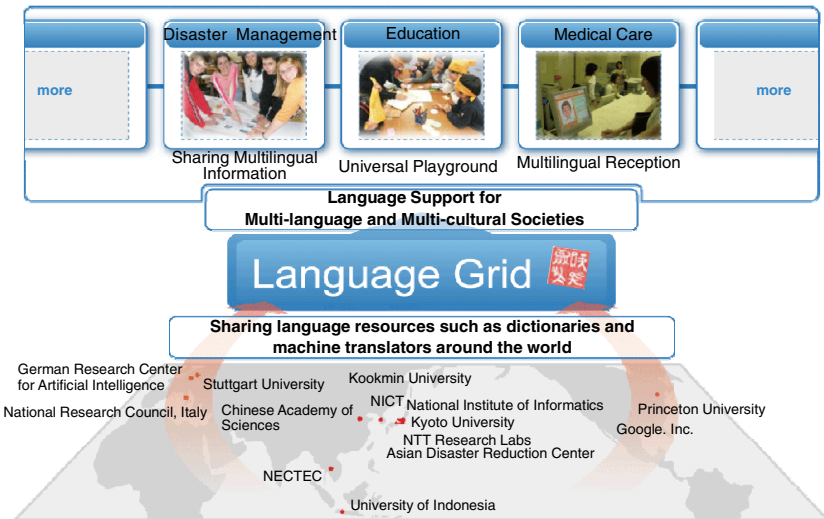 Disaster Management
Education
Medical Care
more
more
Sharing Multilingual
Information
Universal Playground
Multilingual Reception
Language Support for
Multi-language and Multi-cultural Societies
Language Grid
Sharing language resources such as dictionaries and
machine translators around the world
German Research Center
for Artificial Intelligence
Stuttgart University
Kookmin University
National Research Council, Italy
Chinese Academy of
Sciences
NICT
National Institute of Informatics
Kyoto University
NTT Research Labs
Asian Disaster Reduction Center
Princeton University
Google. Inc.
NECTEC
University of Indonesia